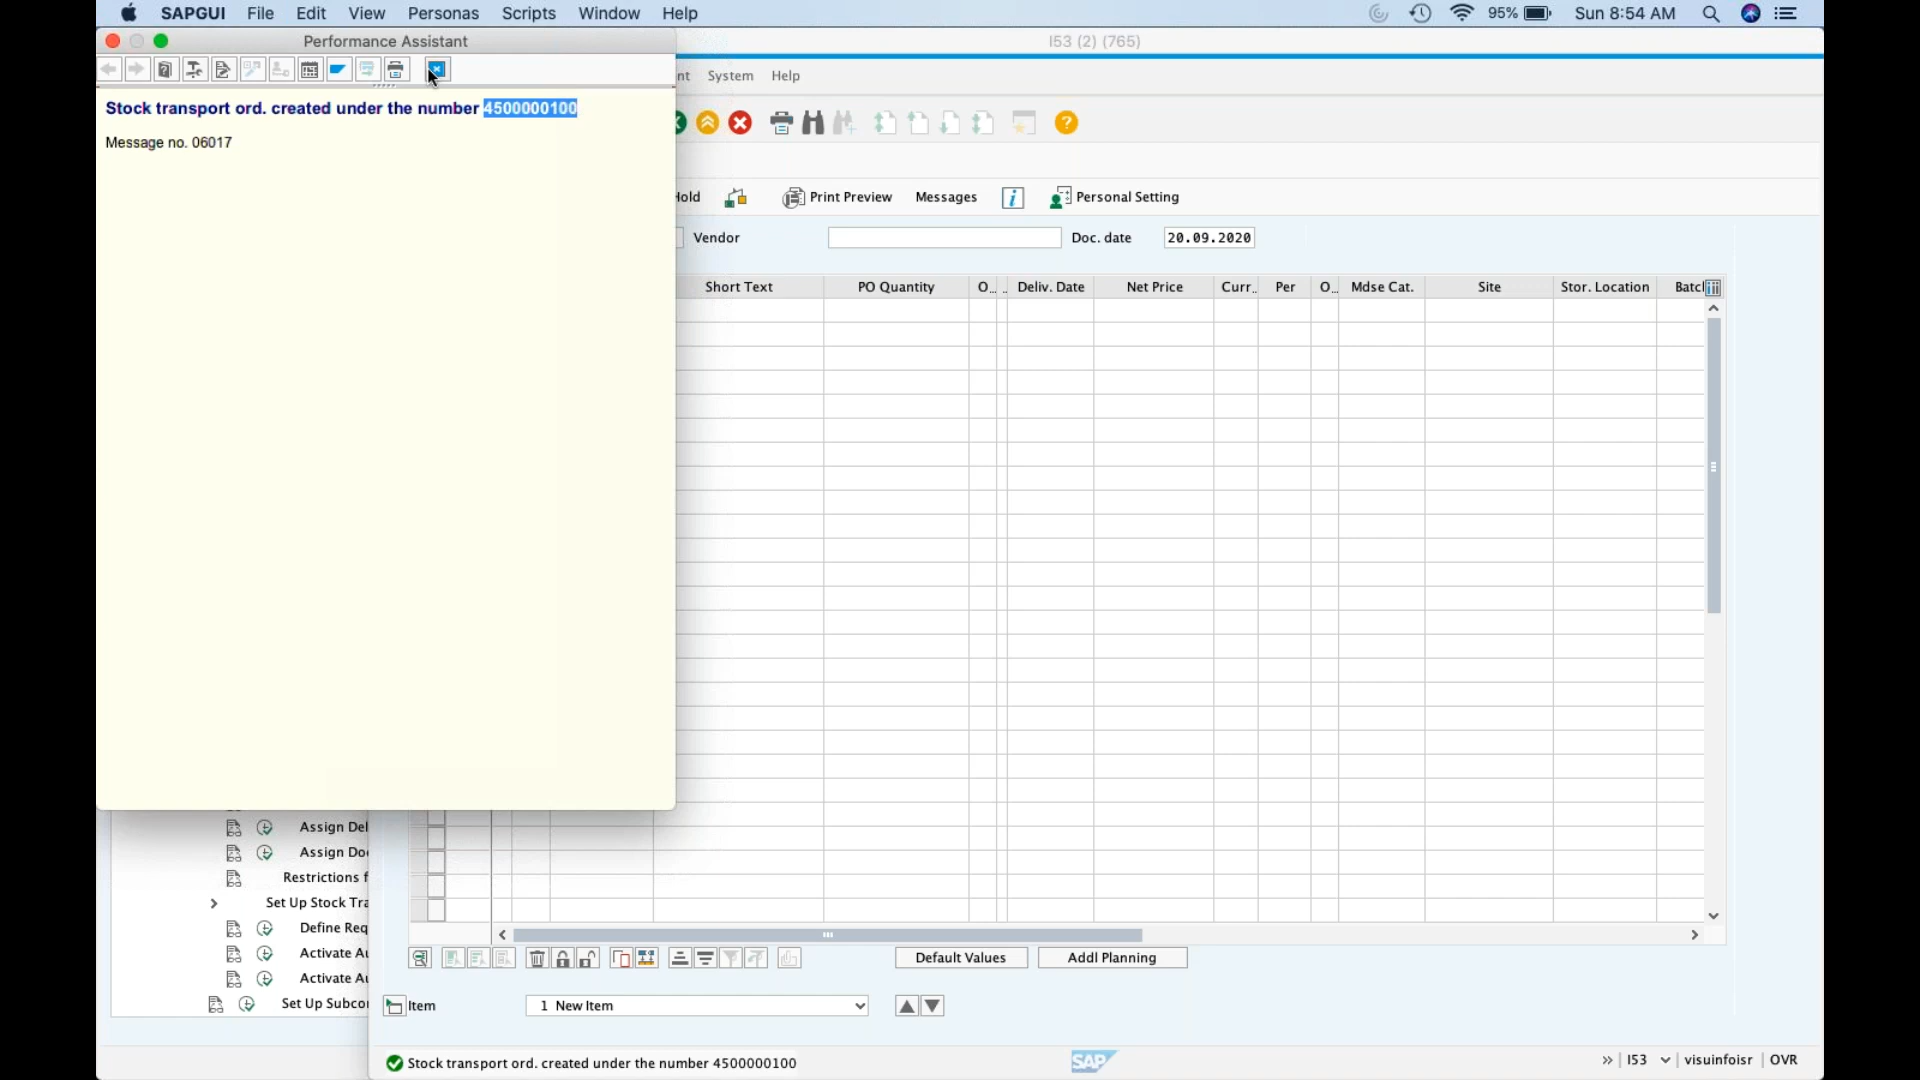 SAPGUI File Edit View Personas Scripts Window Help 95% Sun 8:54 AM
Performance Assistant
I53 (2) (765)
System Help
Stock transport ord. created under the number 4500000100
Message no. 06017
Print Preview Messages Personal Setting
Vendor Doc. date 20.09.2020
Short Text PO Quantity O... Deliv. Date Net Price Curr.. Per O... Mdse Cat. Site Stor. Location Batcl
Assign Del
Assign Do
Restrictions f
Set Up Stock Tra
Define Req
Activate Au
Default Values Addl Planning
Activate Au
Set Up Subco
Item 1 New Item
Stock transport ord. created under the number 4500000100
SAP
I53 visuinfoisr OVR